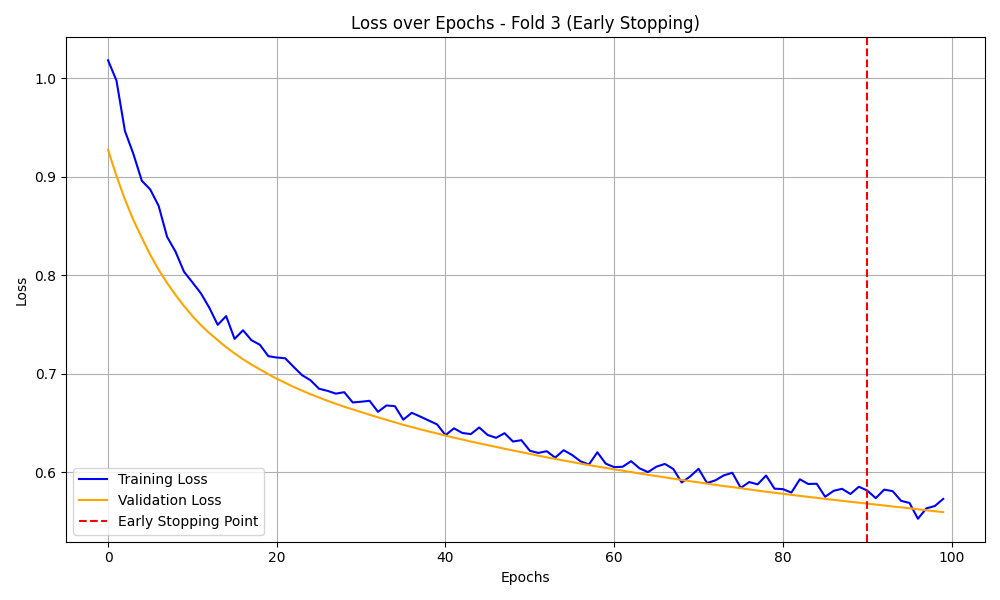 Loss over Epochs - Fold 3 (Early Stopping)
1.0
0.9
0.8
0.7
0.6
Loss
Training Loss
Validation Loss
Early Stopping Point
0 20 40 60 80 100
Epochs